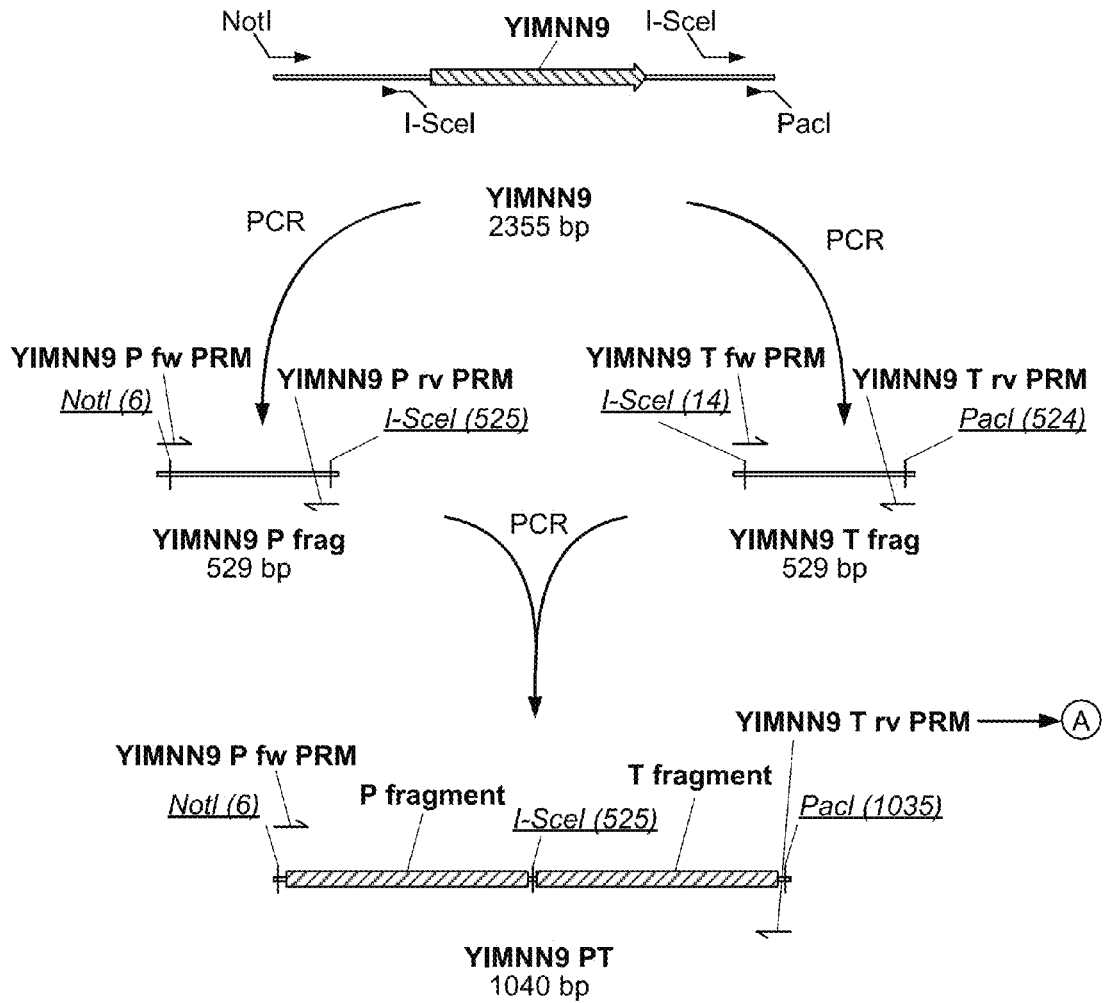 NotI
YlMNN9
I-SceI
I-SceI
PacI
YlMNN9
2355 bp
PCR
PCR
YlMNN9 P fw PRM
NotI (6)
YlMNN9 P rv PRM
I-SceI (525)
YlMNN9 T fw PRM
I-SceI (14)
YlMNN9 T rv PRM
PacI (524)
YlMNN9 P frag
529 bp
PCR
YlMNN9 T frag
529 bp
YlMNN9 T rv PRM
A
YlMNN9 P fw PRM
NotI (6)
P fragment
I-SceI (525)
T fragment
PacI (1035)
YlMNN9 PT
1040 bp